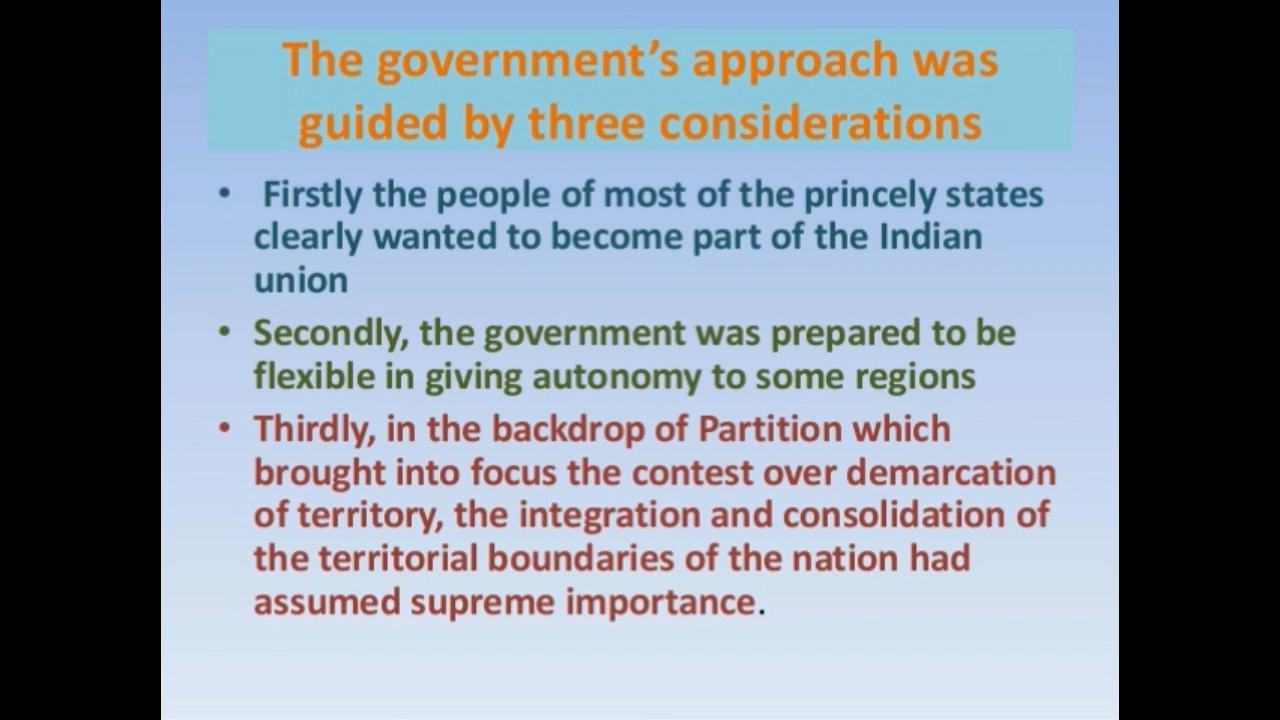 The government’s approach was
guided by three considerations
• Firstly the people of most of the princely states
clearly wanted to become part of the Indian
union
• Secondly, the government was prepared to be
flexible in giving autonomy to some regions
• Thirdly, in the backdrop of Partition which
brought into focus the contest over demarcation
of territory, the integration and consolidation of
the territorial boundaries of the nation had
assumed supreme importance.